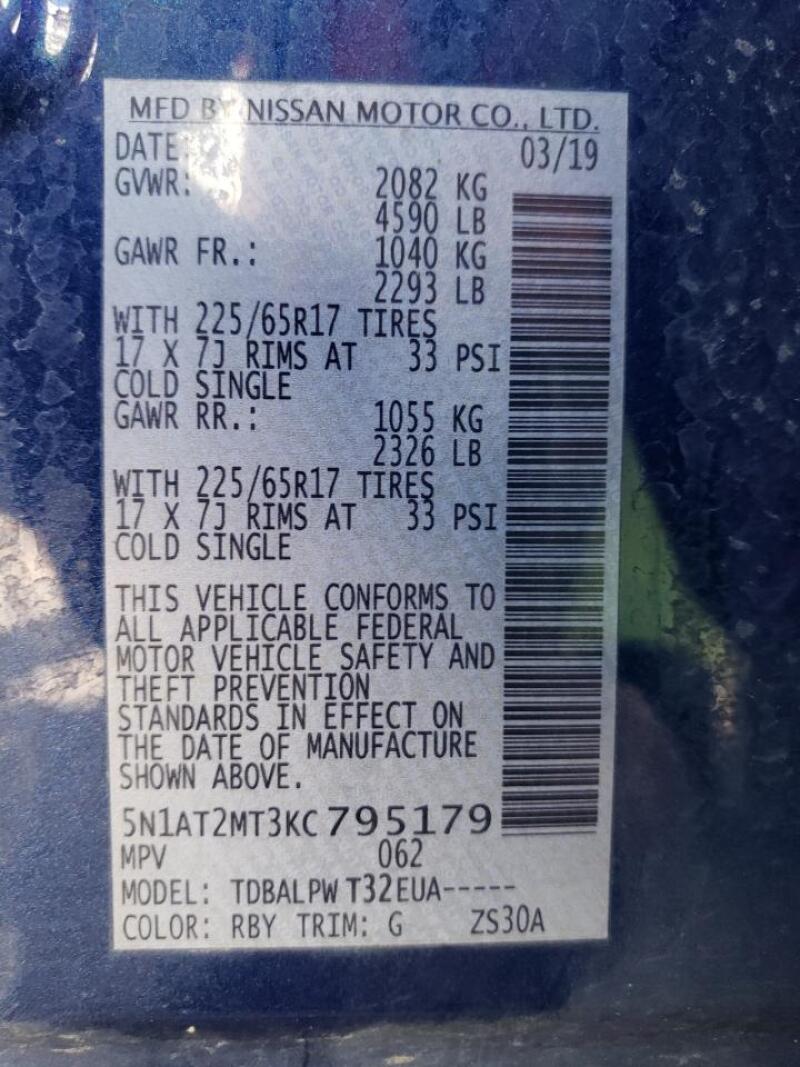 MFD BY NISSAN MOTOR CO., LTD.
DATE: 03/19
GVWR: 2082 KG
4590 LB
GAWR FR.: 1040 KG
2293 LB
WITH 225/65R17 TIRES
17 X 7J RIMS AT 33 PSI
COLD SINGLE
GAWR RR.: 1055 KG
2326 LB
WITH 225/65R17 TIRES
17 X 7J RIMS AT 33 PSI
COLD SINGLE
THIS VEHICLE CONFORMS TO
ALL APPLICABLE FEDERAL
MOTOR VEHICLE SAFETY AND
THEFT PREVENTION
STANDARDS IN EFFECT ON
THE DATE OF MANUFACTURE
SHOWN ABOVE.
5N1AT2MT3KC795179
MPV 062
MODEL: TDBALPW T32EUA-----
COLOR: RBY TRIM: G ZS30A